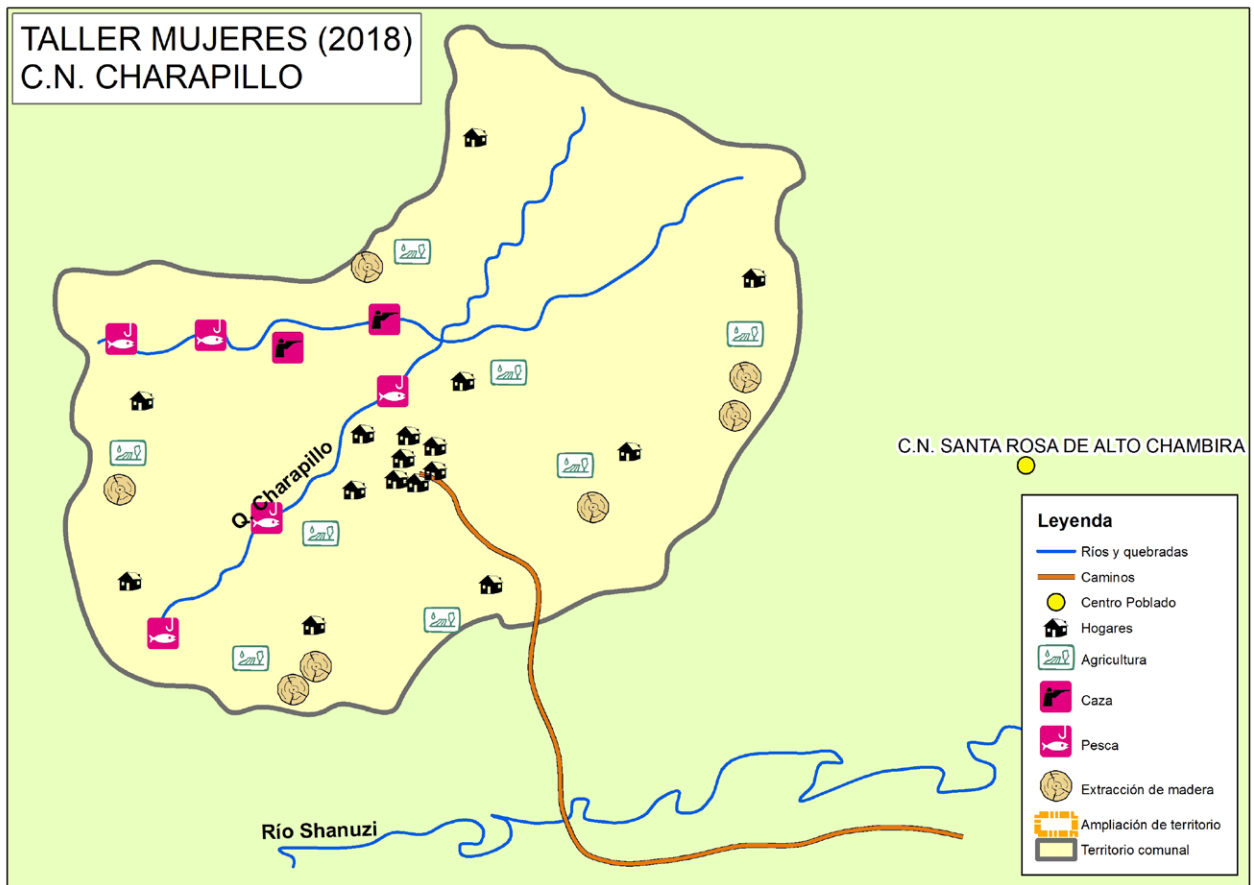 TALLER MUJERES (2018)
C.N. CHARAPILLO
Q. Charapillo
C.N. SANTA ROSA DE ALTO CHAMBIRA
Río Shanuzi
Leyenda
Ríos y quebradas
Caminos
Centro Poblado
Hogares
Agricultura
Caza
Pesca
Extracción de madera
Ampliación de territorio
Territorio comunal